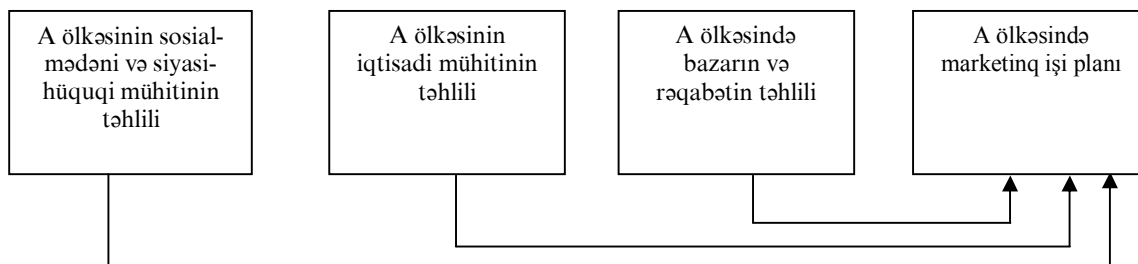 A ölkəsinin sosial-
mədəni və siyasi-
hüquqi mühitinin
təhlili
A ölkəsinin
iqtisadi mühitinin
təhlili
A ölkəsində
bazarın və
rəqabətin təhlili
A ölkəsində
marketinq işi planı